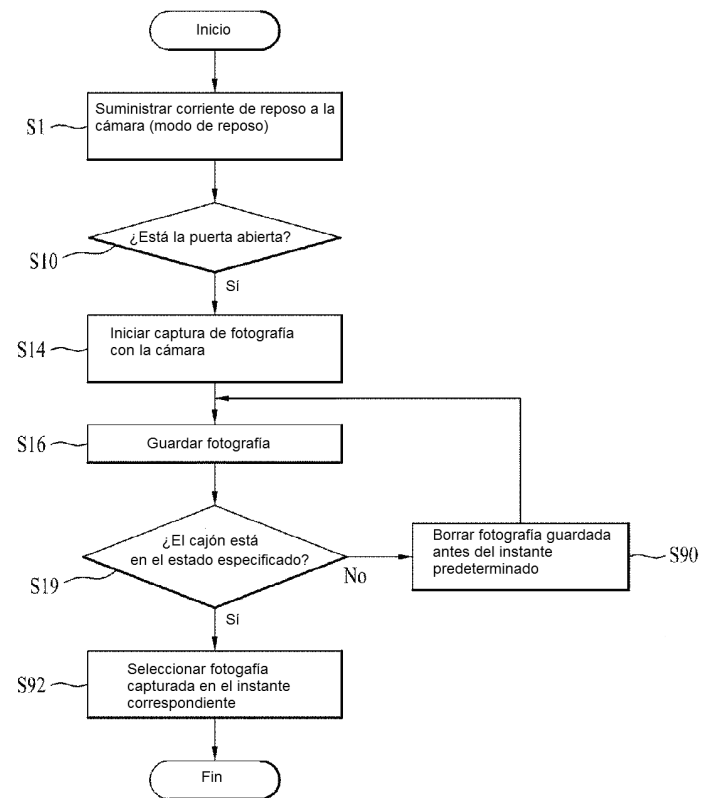 Inicio
S1
Suministrar corriente de reposo a la
cámara (modo de reposo)
¿Está la puerta abierta?
S10
Sí
S14
Iniciar captura de fotografía
con la cámara
S16
Guardar fotografía
¿El cajón está
en el estado especificado?
S19
No
Borrar fotografía guardada
antes del instante
predeterminado
S90
Sí
S92
Seleccionar fotogafía
capturada en el instante
correspondiente
Fin